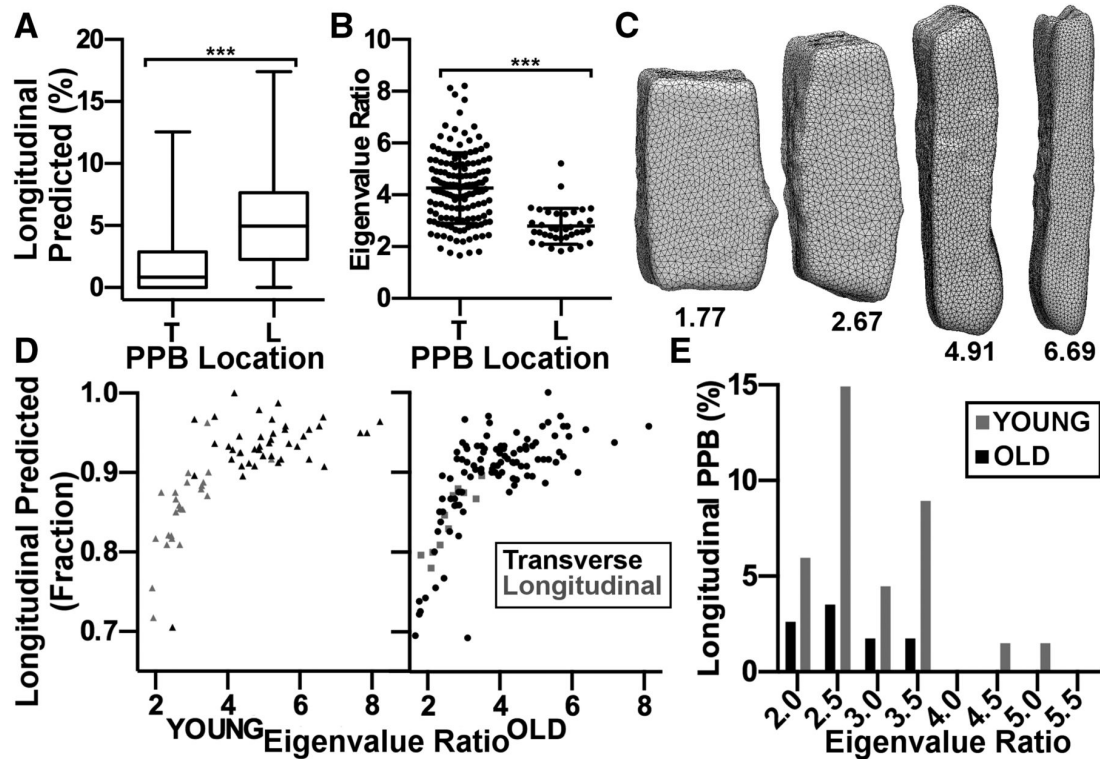 A
Longitudinal
Predicted (%)
20
15
10
5
0
***
T
L
PPB Location
B
Eigenvalue Ratio
10
8
6
4
2
0
***
T
L
PPB Location
C
1.77
2.67
4.91
6.69
D
Longitudinal Predicted
(Fraction)
1.0
0.9
0.8
0.7
2
4
6
8
2
4
6
8
YOUNG
Eigenvalue Ratio
OLD
Transverse
Longitudinal
E
Longitudinal PPB (%)
15
10
5
0
YOUNG
OLD
2.0
2.5
3.0
3.5
4.0
4.5
5.0
5.5
Eigenvalue Ratio